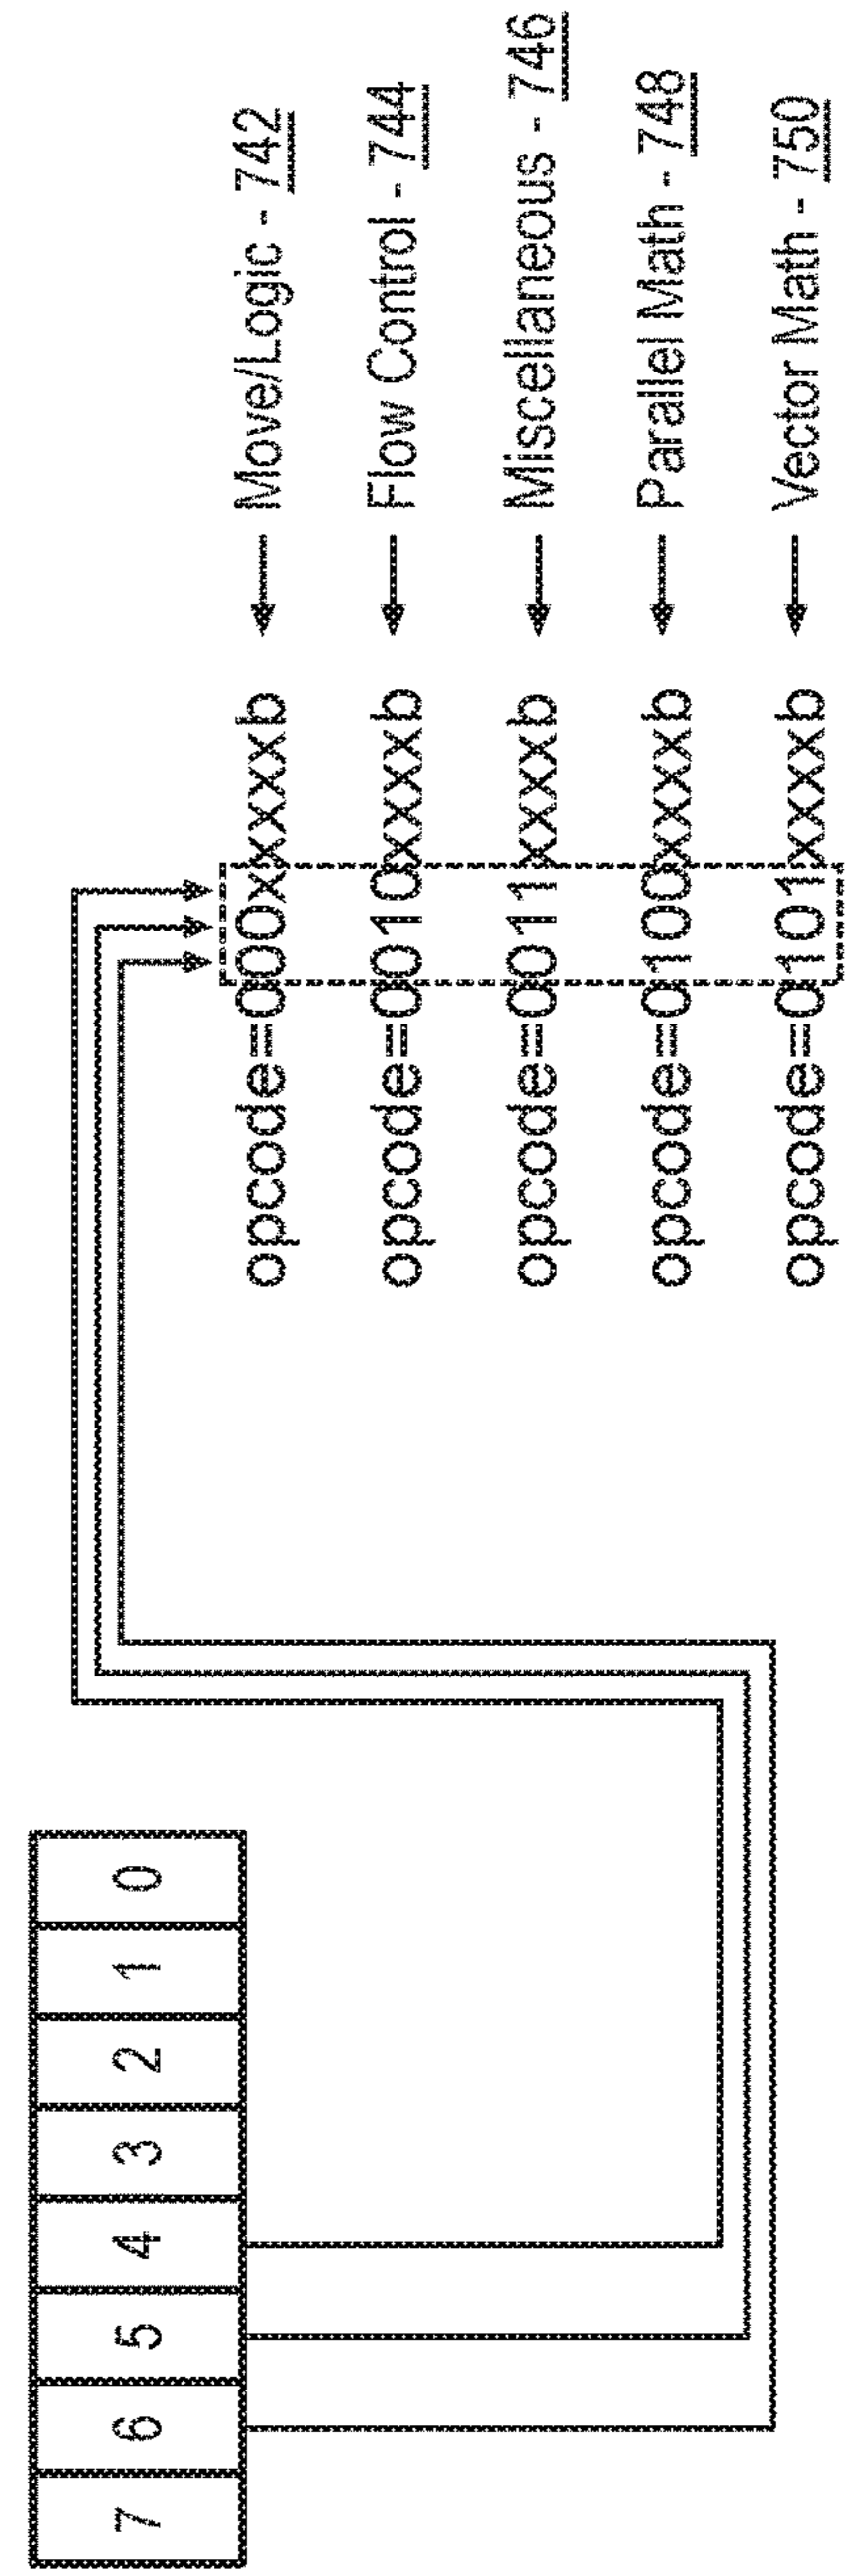 7 6 5 4 3 2 1 0
opcode=000xxxxxb ← Move/Logic - 742
opcode=0010xxxxb ← Flow Control - 744
opcode=0011xxxxb ← Miscellaneous - 746
opcode=0100xxxxb ← Parallel Math - 748
opcode=0101xxxxb ← Vector Math - 750